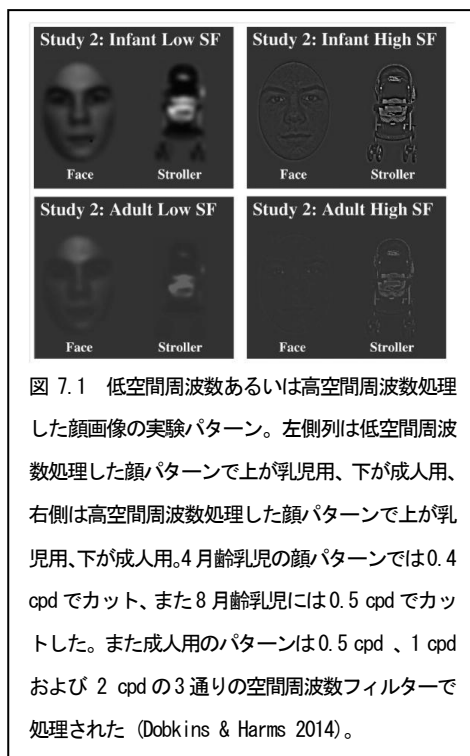 Study 2: Infant Low SF
Face Stroller
Study 2: Infant High SF
Face Stroller
Study 2: Adult Low SF
Face Stroller
Study 2: Adult High SF
Face Stroller
図 7.1 低空間周波数あるいは高空間周波数処理
した顔画像の実験パターン。左側列は低空間周波
数処理した顔パターンで上が乳児用、下が成人用、
右側は高空間周波数処理した顔パターンで上が乳
児用、下が成人用。4 月齢乳児の顔パターンでは 0.4
cpd でカット、また 8 月齢乳児には 0.5 cpd でカッ
トした。また成人用のパターンは 0.5 cpd 、1 cpd
および 2 cpd の 3 通りの空間周波数フィルターで
処理された (Dobkins & Harms 2014)。